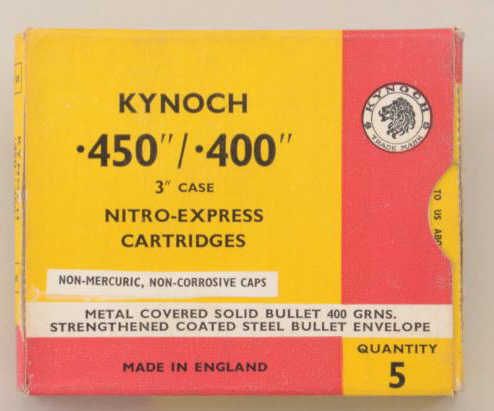 KYNOCH
·450"/·400"
3" CASE
NITRO-EXPRESS
CARTRIDGES
NON-MERCURIC, NON-CORROSIVE CAPS
METAL COVERED SOLID BULLET 400 GRNS.
STRENGTHENED COATED STEEL BULLET ENVELOPE
MADE IN ENGLAND
QUANTITY
5
KYNOCH
TRADE MARK
TO US ABO